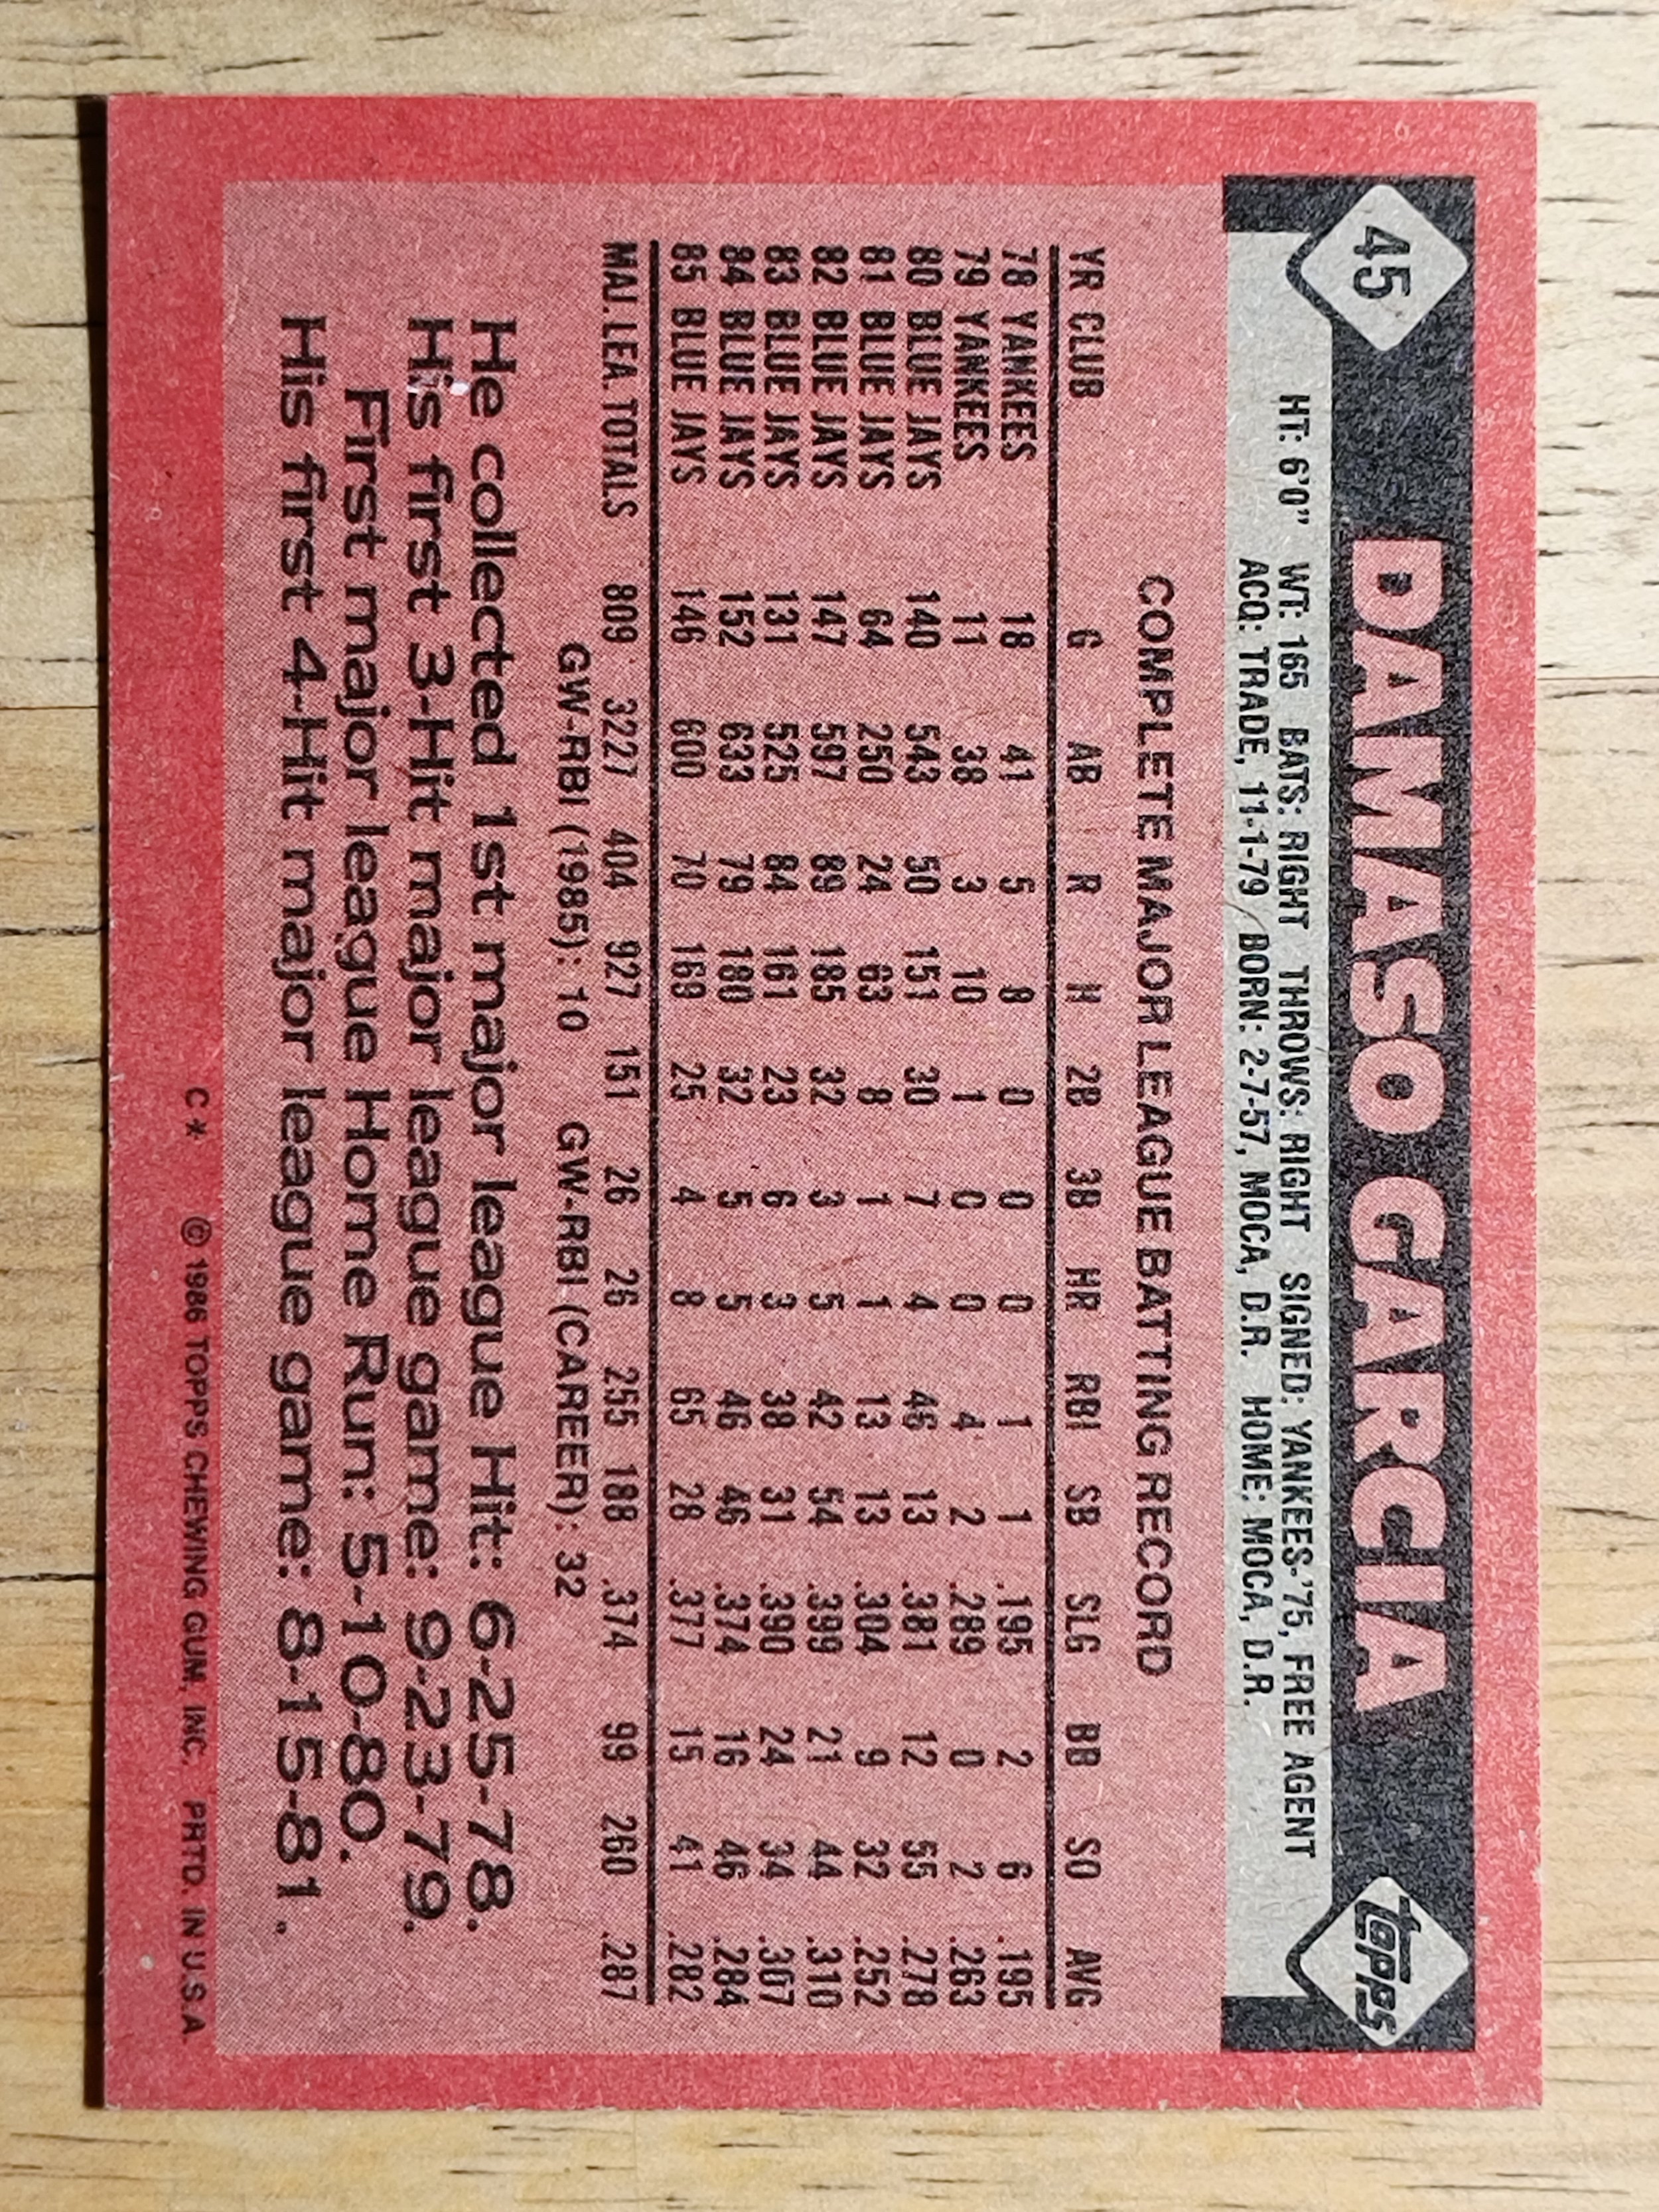 45 DAMASO GARCIA topps
HT: 6'0" WT: 165 BATS: RIGHT THROWS: RIGHT SIGNED: YANKEES-'75, FREE AGENT
ACQ: TRADE, 11-1-79 BORN: 2-7-57, MOCA, D.R. HOME: MOCA, D.R.
COMPLETE MAJOR LEAGUE BATTING RECORD
YR CLUB G AB R H 2B 3B HR RBI SB SLG BB SO AVG
78 YANKEES 18 41 5 8 0 0 0 1 1 .195 2 6 .195
79 YANKEES 11 38 3 10 1 0 0 4 2 .289 0 2 .263
80 BLUE JAYS 140 543 50 151 30 7 4 46 13 .381 12 55 .278
81 BLUE JAYS 64 250 24 63 8 1 1 13 13 .304 9 32 .252
82 BLUE JAYS 147 597 89 185 32 3 5 42 54 .399 21 44 .310
83 BLUE JAYS 131 525 84 161 23 6 3 38 31 .390 24 34 .307
84 BLUE JAYS 152 633 79 180 32 5 5 46 46 .374 16 46 .284
85 BLUE JAYS 146 600 70 169 25 4 8 65 28 .377 15 41 .282
MAJ. LEA. TOTALS 809 3227 404 927 151 26 26 255 188 .374 99 260 .287
GW-RBI (1985): 10 GW-RBI (CAREER): 32
He collected 1st major league Hit: 6-25-78.
His first 3-Hit major league game: 9-23-79.
First major league Home Run: 5-10-80.
His first 4-Hit major league game: 8-15-81.
C* © 1986 TOPPS CHEWING GUM, INC. PRTD. IN U.S.A.